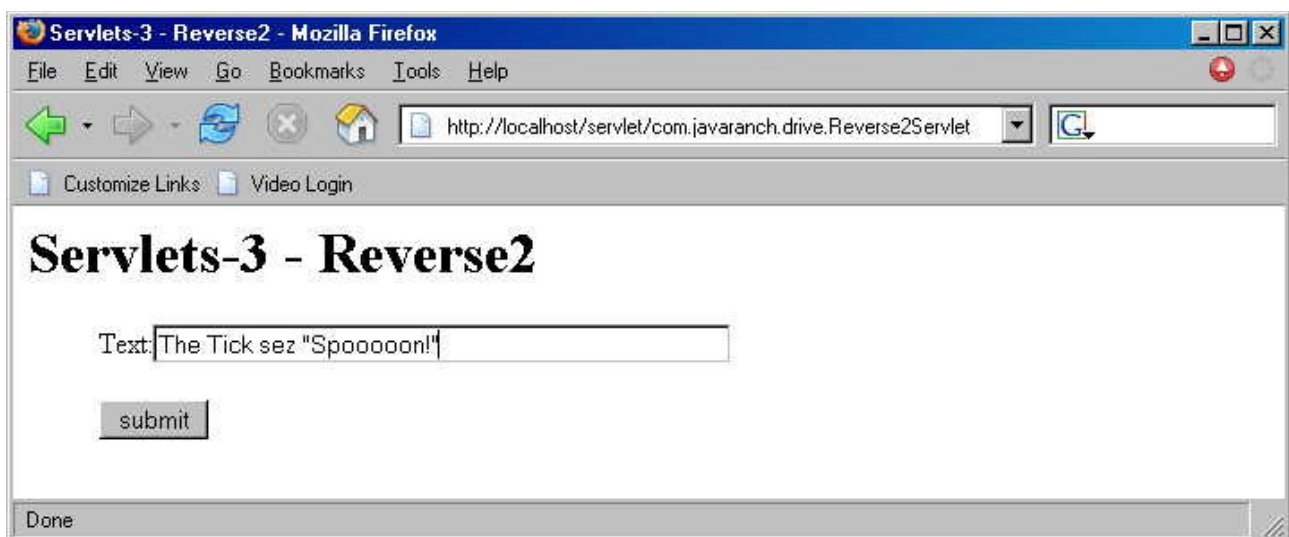 Servlets-3 - Reverse2 - Mozilla Firefox
File Edit View Go Bookmarks Tools Help
http://localhost/servlet/com.javaranch.drive.Reverse2Servlet G
Customize Links Video Login
Servlets-3 - Reverse2
Text: The Tick sez "Spooooon!"
submit
Done